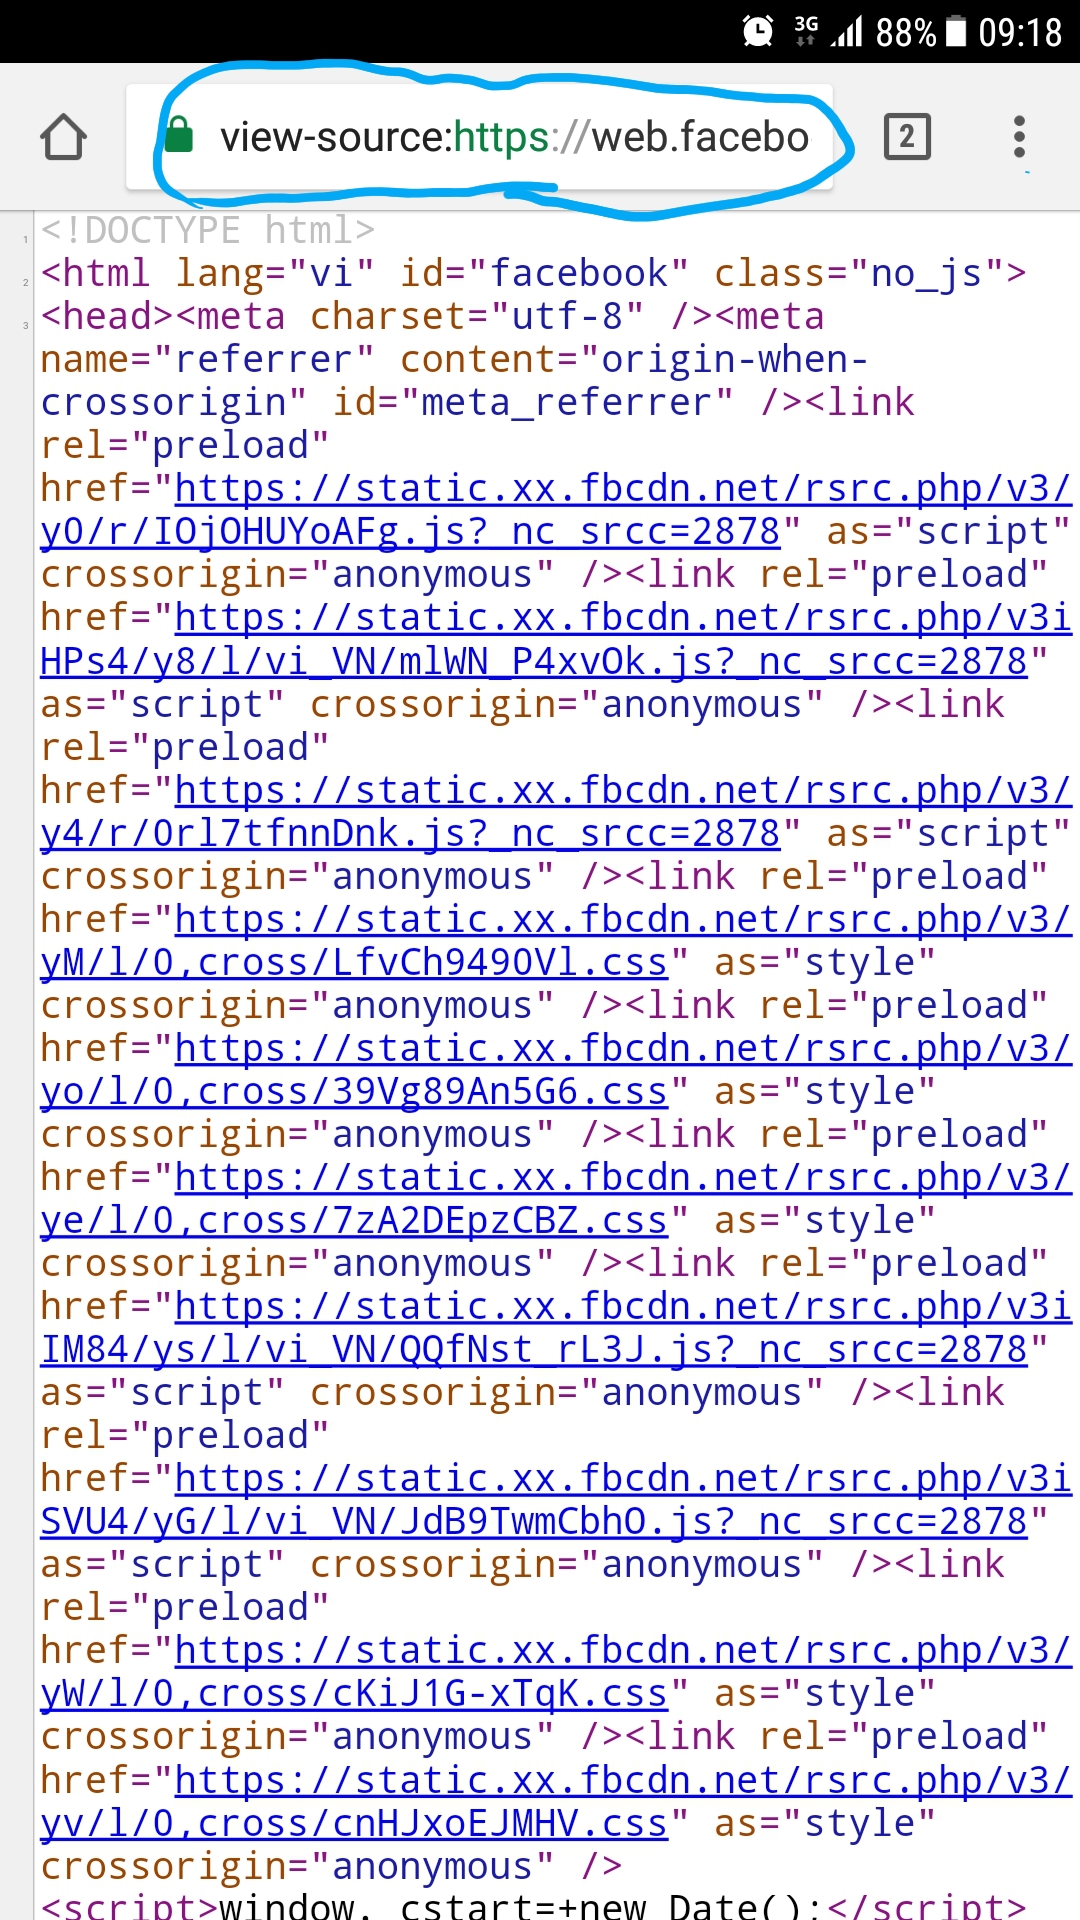 3G 88% 09:18
view-source:https://web.facebo 2
1 <!DOCTYPE html>
2 <html lang="vi" id="facebook" class="no_js">
3 <head><meta charset="utf-8" /><meta
name="referrer" content="origin-when-
crossorigin" id="meta_referrer" /><link
rel="preload"
href="https://static.xx.fbcdn.net/rsrc.php/v3/
y0/r/IOjOHUYoAFg.js?_nc_srcc=2878" as="script"
crossorigin="anonymous" /><link rel="preload"
href="https://static.xx.fbcdn.net/rsrc.php/v3i
HPs4/y8/l/vi_VN/mlWN_P4xvOk.js?_nc_srcc=2878"
as="script" crossorigin="anonymous" /><link
rel="preload"
href="https://static.xx.fbcdn.net/rsrc.php/v3/
y4/r/0rl7tfnnDnk.js?_nc_srcc=2878" as="script"
crossorigin="anonymous" /><link rel="preload"
href="https://static.xx.fbcdn.net/rsrc.php/v3/
yM/l/0,cross/LfvCh9490Vl.css" as="style"
crossorigin="anonymous" /><link rel="preload"
href="https://static.xx.fbcdn.net/rsrc.php/v3/
yo/l/0,cross/39Vg89An5G6.css" as="style"
crossorigin="anonymous" /><link rel="preload"
href="https://static.xx.fbcdn.net/rsrc.php/v3/
ye/l/0,cross/7zA2DEpzCBZ.css" as="style"
crossorigin="anonymous" /><link rel="preload"
href="https://static.xx.fbcdn.net/rsrc.php/v3i
IM84/ys/l/vi_VN/QQfNst_rL3J.js?_nc_srcc=2878"
as="script" crossorigin="anonymous" /><link
rel="preload"
href="https://static.xx.fbcdn.net/rsrc.php/v3i
SVU4/yG/l/vi_VN/JdB9TwmCbhO.js?_nc_srcc=2878"
as="script" crossorigin="anonymous" /><link
rel="preload"
href="https://static.xx.fbcdn.net/rsrc.php/v3/
yW/l/0,cross/cKiJ1G-xTqK.css" as="style"
crossorigin="anonymous" /><link rel="preload"
href="https://static.xx.fbcdn.net/rsrc.php/v3/
yv/l/0,cross/cnHJxoEJMHV.css" as="style"
crossorigin="anonymous" />
<script>window._cstart=+new Date();</script>